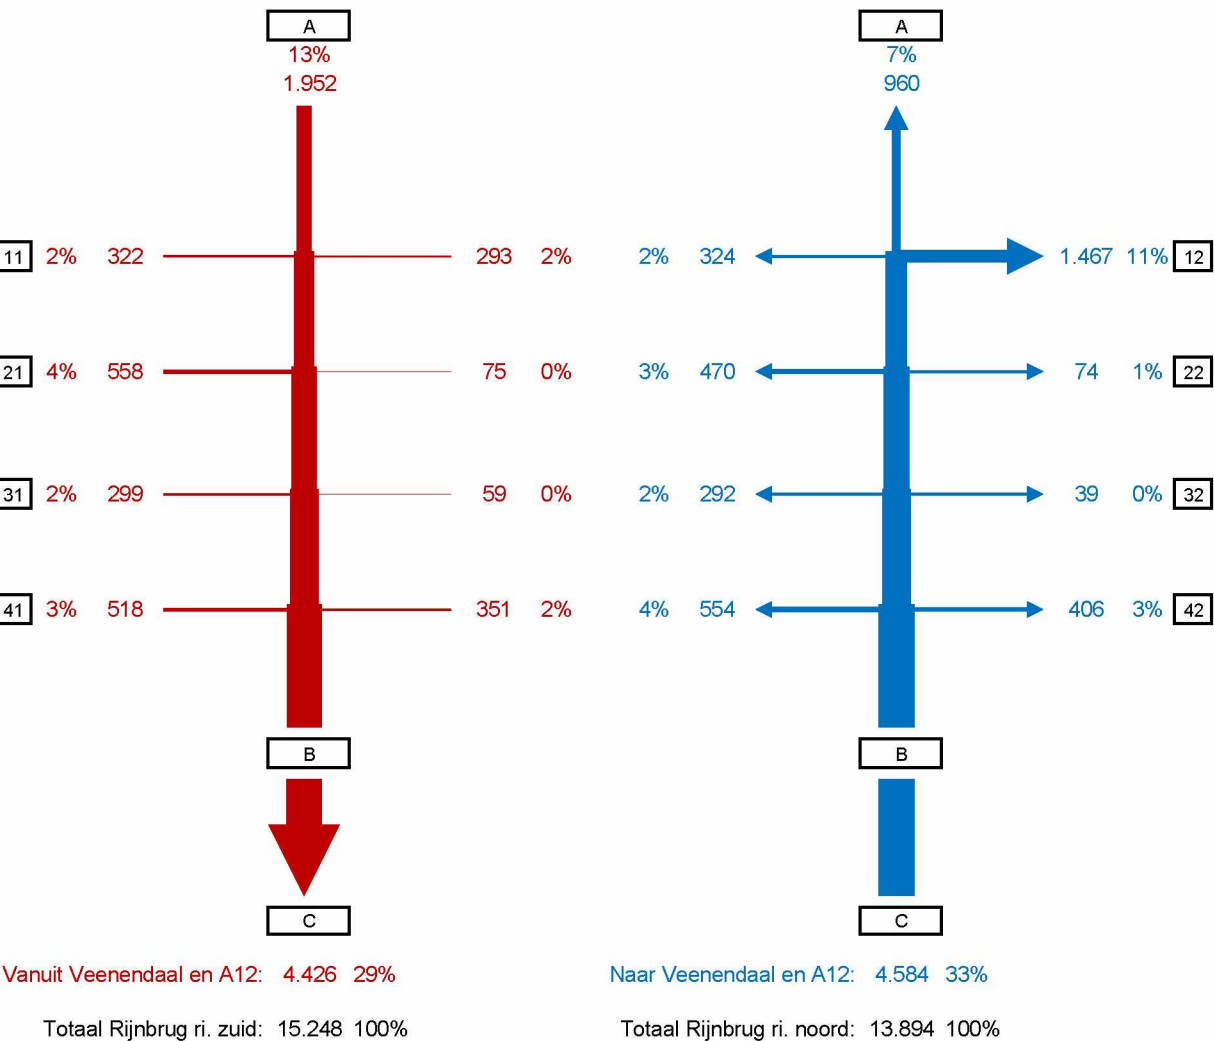 A A
13% 7%
1.952 960
11 2% 322 293 2% 2% 324 1.467 11% 12
21 4% 558 75 0% 3% 470 74 1% 22
31 2% 299 59 0% 2% 292 39 0% 32
41 3% 518 351 2% 4% 554 406 3% 42
B B
C C
Vanuit Veenendaal en A12: 4.426 29% Naar Veenendaal en A12: 4.584 33%
Totaal Rijnbrug ri. zuid: 15.248 100% Totaal Rijnbrug ri. noord: 13.894 100%